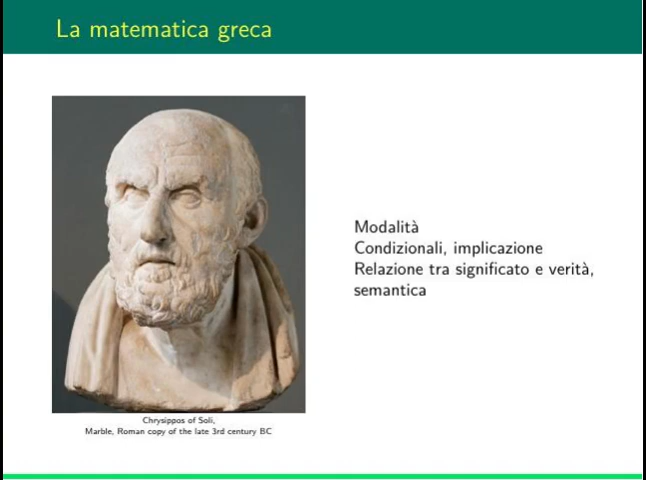 La matematica greca
Modalità
Condizionali, implicazione
Relazione tra significato e verità,
semantica
Chrysippos of Soli,
Marble, Roman copy of the late 3rd century BC